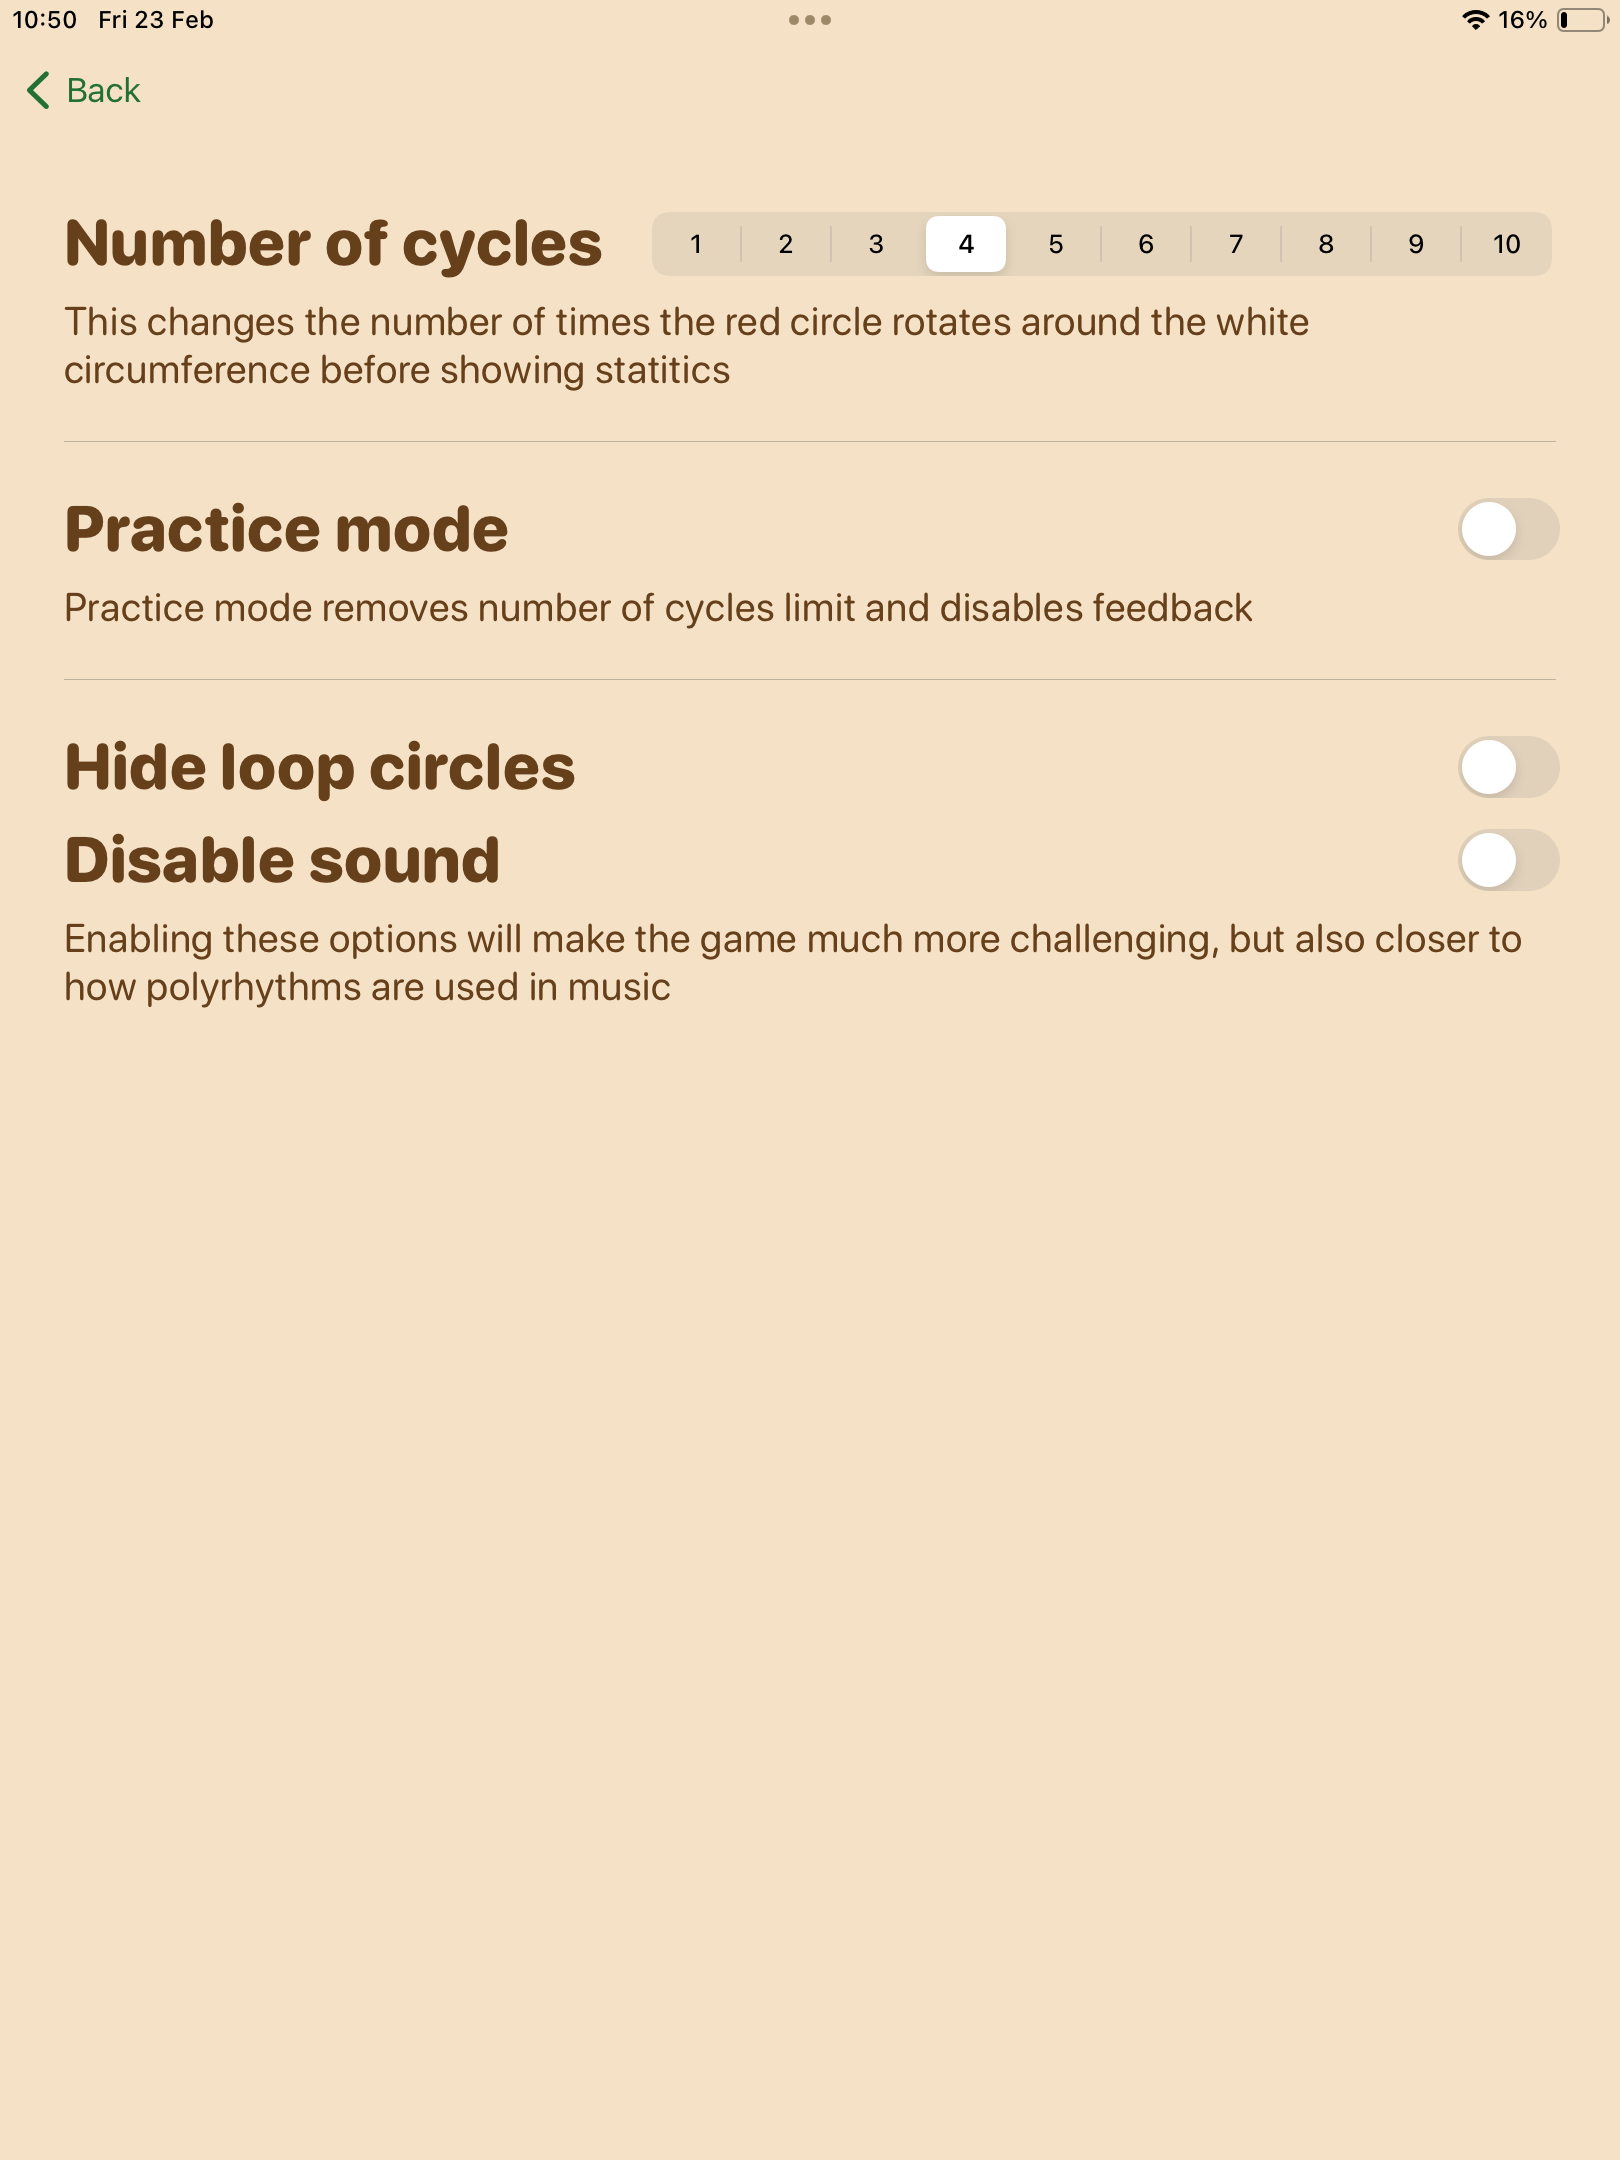 10:50 Fri 23 Feb 16%
Back
Number of cycles 1 2 3 4 5 6 7 8 9 10
This changes the number of times the red circle rotates around the white
circumference before showing statitics
Practice mode
Practice mode removes number of cycles limit and disables feedback
Hide loop circles
Disable sound
Enabling these options will make the game much more challenging, but also closer to
how polyrhythms are used in music